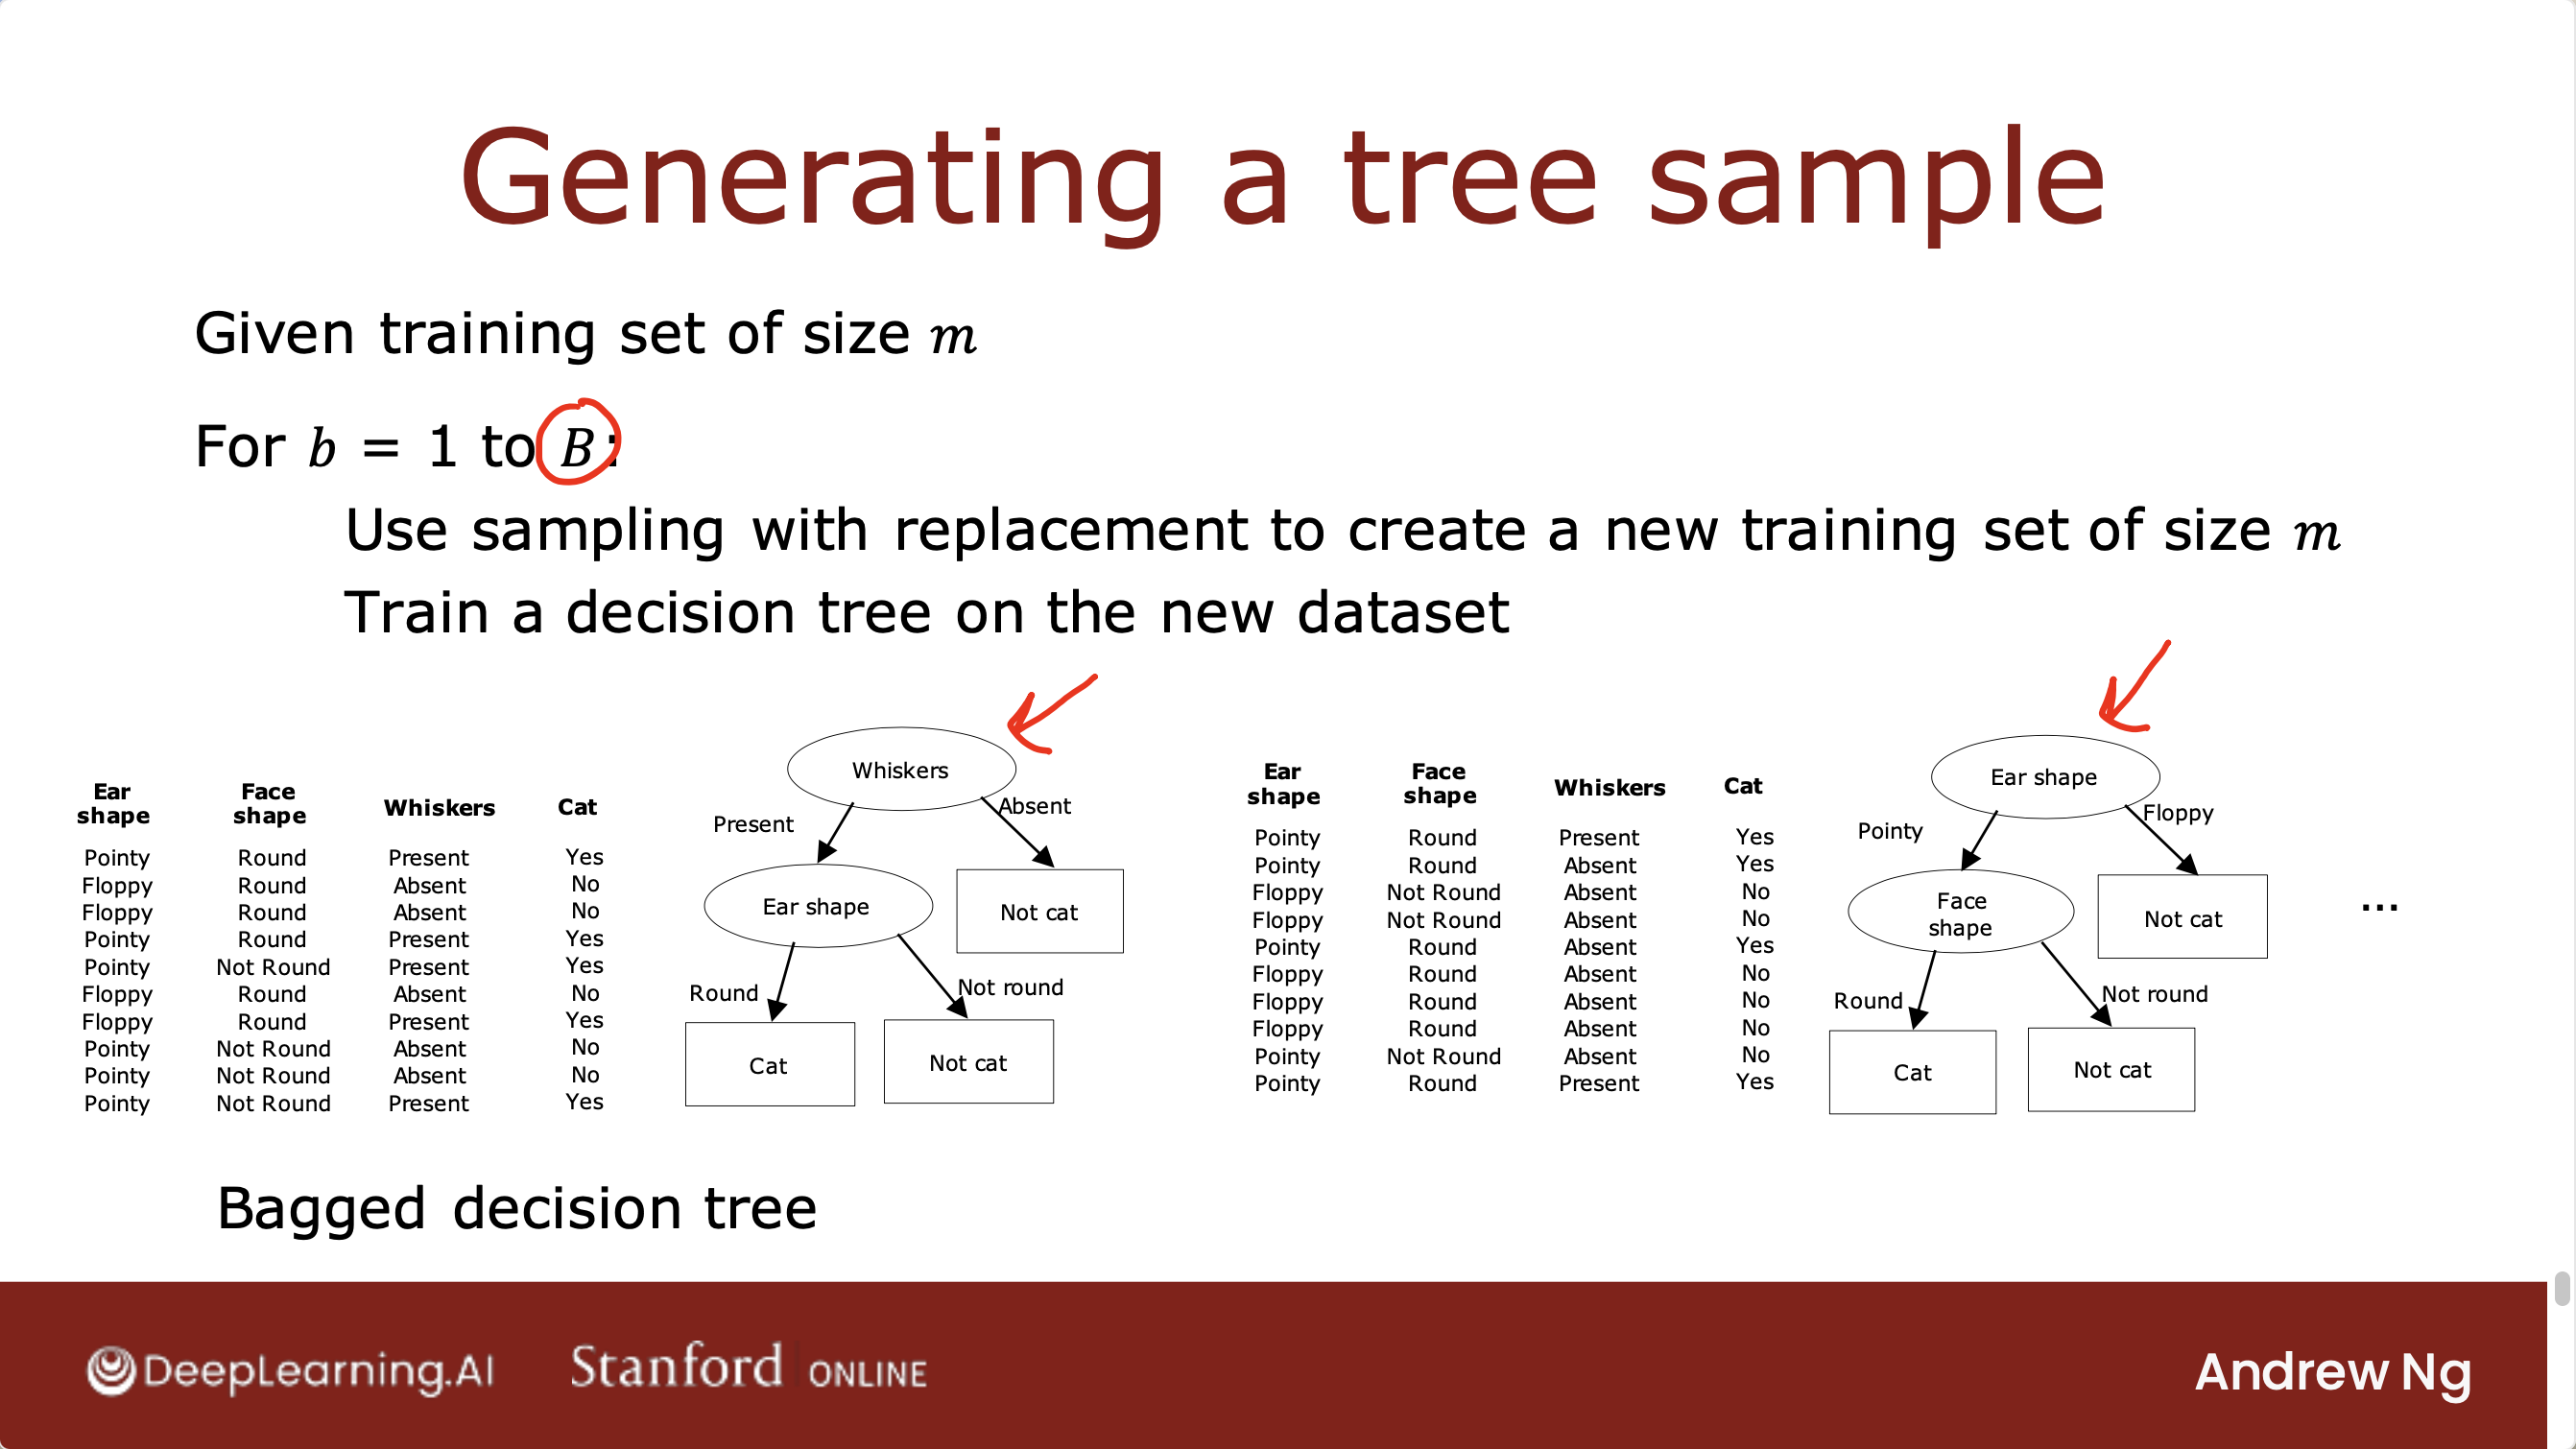 Generating a tree sample
Given training set of size m
For b = 1 to B:
Use sampling with replacement to create a new training set of size m
Train a decision tree on the new dataset
Ear shape Face shape Whiskers Cat
Pointy Round Present Yes
Floppy Round Absent No
Floppy Round Absent No
Pointy Round Present Yes
Pointy Not Round Present Yes
Floppy Round Absent No
Floppy Round Present Yes
Pointy Not Round Absent No
Pointy Not Round Absent No
Pointy Not Round Present Yes
Whiskers
Present
Absent
Ear shape
Not cat
Round
Not round
Cat
Not cat
Ear shape Face shape Whiskers Cat
Pointy Round Present Yes
Pointy Round Absent Yes
Floppy Not Round Absent No
Floppy Not Round Absent No
Pointy Round Absent Yes
Floppy Round Absent No
Floppy Round Absent No
Floppy Round Absent No
Pointy Not Round Absent No
Pointy Round Present Yes
Ear shape
Pointy
Floppy
Face
shape
Not cat
Round
Not round
Cat
Not cat
...
Bagged decision tree
DeepLearning.AI
Stanford ONLINE
Andrew Ng